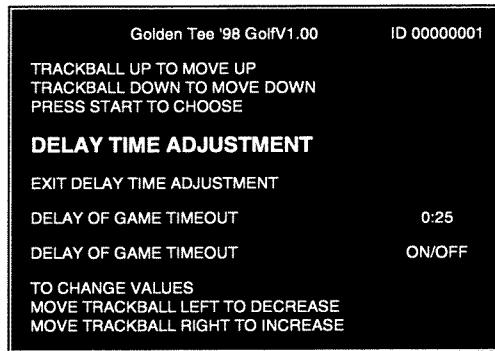 Golden Tee '98 GolfV1.00 ID 00000001
TRACKBALL UP TO MOVE UP
TRACKBALL DOWN TO MOVE DOWN
PRESS START TO CHOOSE
DELAY TIME ADJUSTMENT
EXIT DELAY TIME ADJUSTMENT
DELAY OF GAME TIMEOUT 0:25
DELAY OF GAME TIMEOUT ON/OFF
TO CHANGE VALUES
MOVE TRACKBALL LEFT TO DECREASE
MOVE TRACKBALL RIGHT TO INCREASE